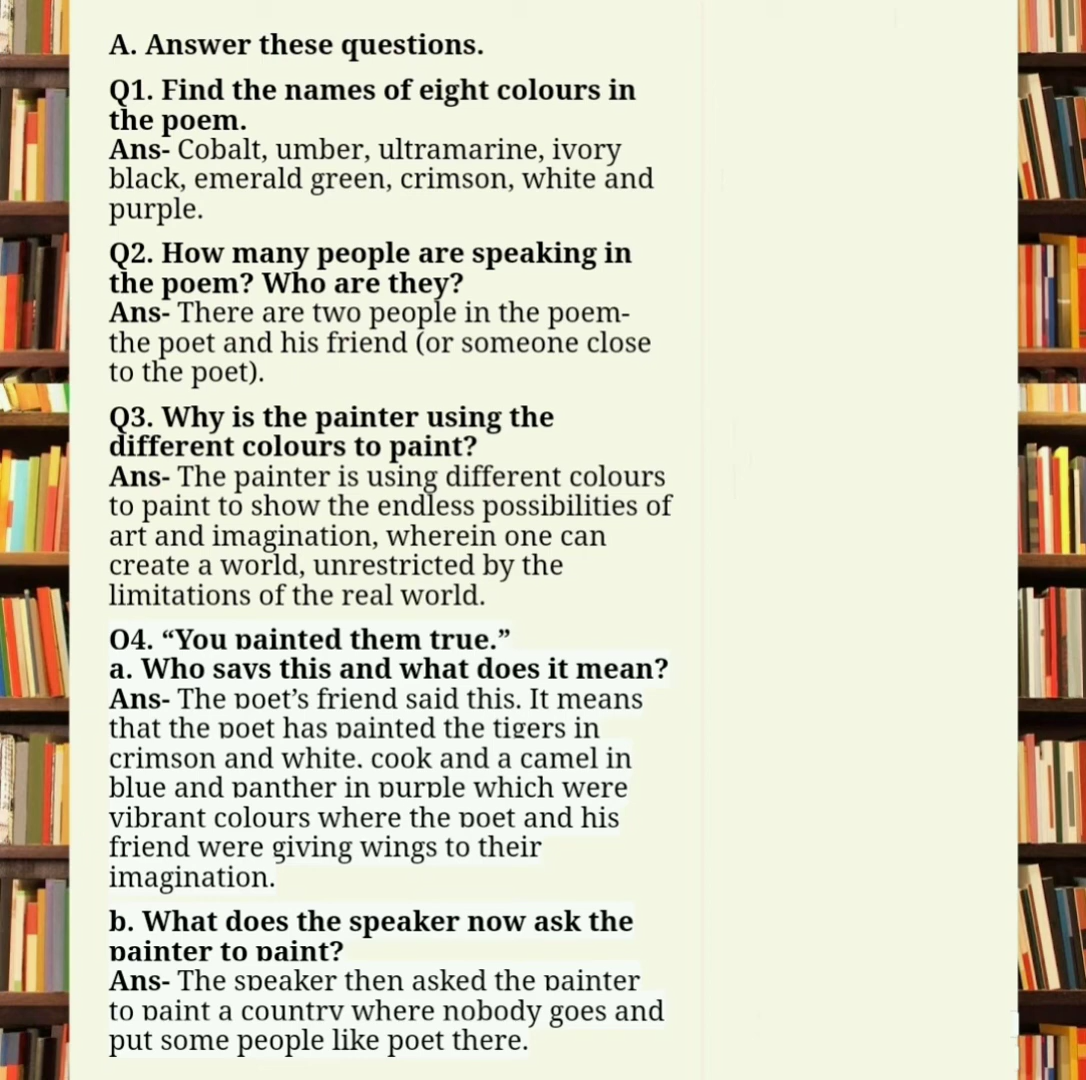 A. Answer these questions.
Q1. Find the names of eight colours in
the poem.
Ans- Cobalt, umber, ultramarine, ivory
black, emerald green, crimson, white and
purple.
Q2. How many people are speaking in
the poem? Who are they?
Ans- There are two people in the poem-
the poet and his friend (or someone close
to the poet).
Q3. Why is the painter using the
different colours to paint?
Ans- The painter is using different colours
to paint to show the endless possibilities of
art and imagination, wherein one can
create a world, unrestricted by the
limitations of the real world.
Q4. “You painted them true.”
a. Who says this and what does it mean?
Ans- The poet’s friend said this. It means
that the poet has painted the tigers in
crimson and white. cook and a camel in
blue and panther in purple which were
vibrant colours where the poet and his
friend were giving wings to their
imagination.
b. What does the speaker now ask the
painter to paint?
Ans- The speaker then asked the painter
to paint a country where nobody goes and
put some people like poet there.